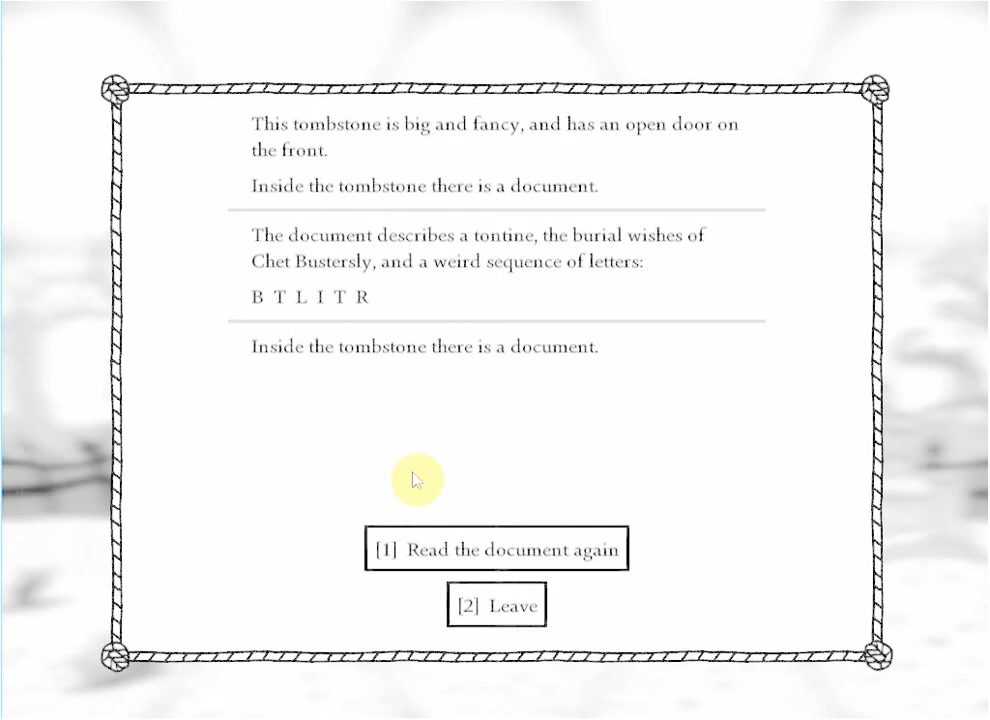 This tombstone is big and fancy, and has an open door on
the front.
Inside the tombstone there is a document.
The document describes a tontine, the burial wishes of
Chet Bustersly, and a weird sequence of letters:
B T L I T R
Inside the tombstone there is a document.
[1] Read the document again
[2] Leave